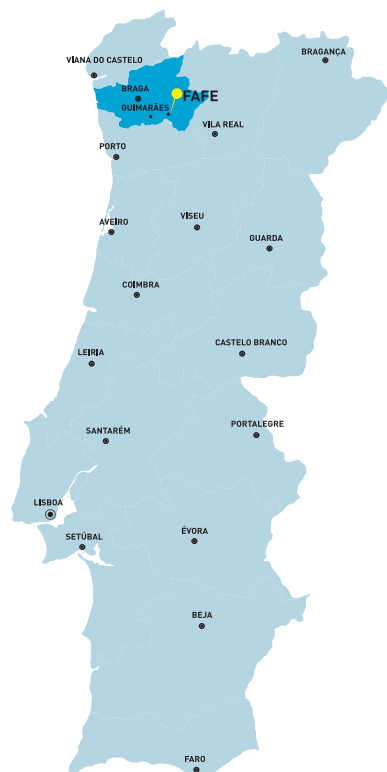 BRAGANÇA
VIANA DO CASTELO
BRAGA
FAFE
GUIMARÃES
VILA REAL
PORTO
VISEU
AVEIRO
GUARDA
COIMBRA
CASTELO BRANCO
LEIRIA
PORTALEGRE
SANTARÉM
LISBOA
ÉVORA
SETÚBAL
BEJA
FARO